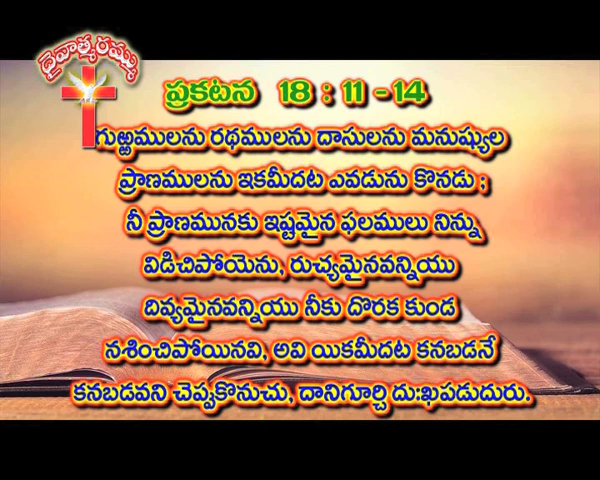 దైవాత్మరమ్ము
ప్రకటన 18 : 11 - 14
గుఱ్ఱములను రథములను దాసులను మనుష్యుల
ప్రాణములను ఇకమీదట ఎవడును కొనడు ;
నీ ప్రాణమునకు ఇష్టమైన ఫలములు నిన్ను
విడిచిపోయెను, రుచ్యమైనవన్నియు
దివ్యమైనవన్నియు నీకు దొరక కుండ
నశించిపోయినవి, అవి యికమీదట కనబడనే
కనబడవని చెప్పుకొనుచు, దానిగూర్చి దు:ఖపడుదురు.